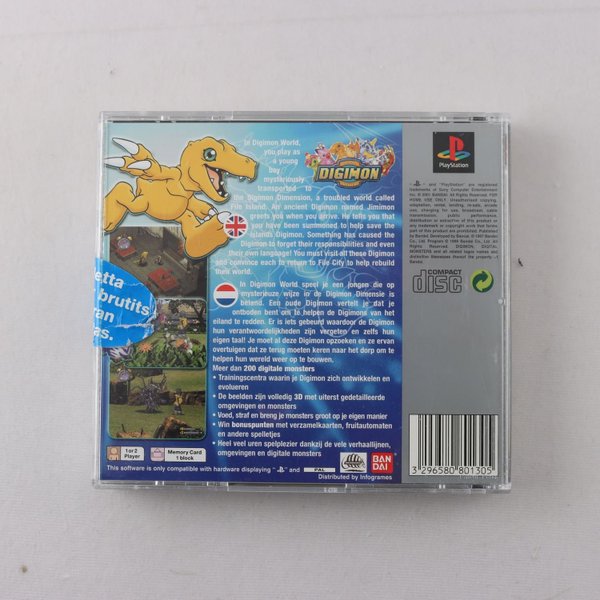 In Digimon World,
you play as
a young
boy
mysteriously
transported to
the Digimon Dimension, a troubled world called
File Island. An ancient Digimon named Jimimon
greets you when you arrive. He tells you that
you have been summoned to help save the
Islands Digimon. Something has caused the
Digimon to forget their responsibilities and even
their own language! You must visit all these Digimon
and convince each to return to File City to help rebuild
their world.
In Digimon World speel je een jongen die op
mysterieuze wijze in de Digimon Dimensie is
beland. Een oude Digimon vertelt je dat je
ontboden bent om te helpen de Digimons van het
eiland te redden. Er is iets gebeurd waardoor de Digimon
hun verantwoordelijkheden zijn vergeten en zelfs hun
eigen taal! Je moet al deze Digimon opzoeken en ze ervan
overtuigen dat ze terug moeten keren naar het dorp om te
helpen hun wereld weer op te bouwen.
Meer dan 200 digitale monsters
• Trainingscentra waarin je Digimon zich ontwikkelen en
evolueren
• De beelden zijn volledig 3D met uiterst gedetailleerde
omgevingen en monsters
• Voed, straf en breng je monsters groot op je eigen manier
• Win bonuspunten met verzamelkaarten, fruitautomaten
en andere spelletjes
• Heel veel uren spelplezier dankzij de vele verhaallijnen,
omgevingen en digitale monsters
etta
brutits
ran
as.
DIGIMON
PlayStation
COMPACT
disc
1 or 2
Player
Memory Card
1 block
This software is only compatible with hardware displaying " " and PAL
Distributed by Infogrames
BAN
DAI
3 296580 801305